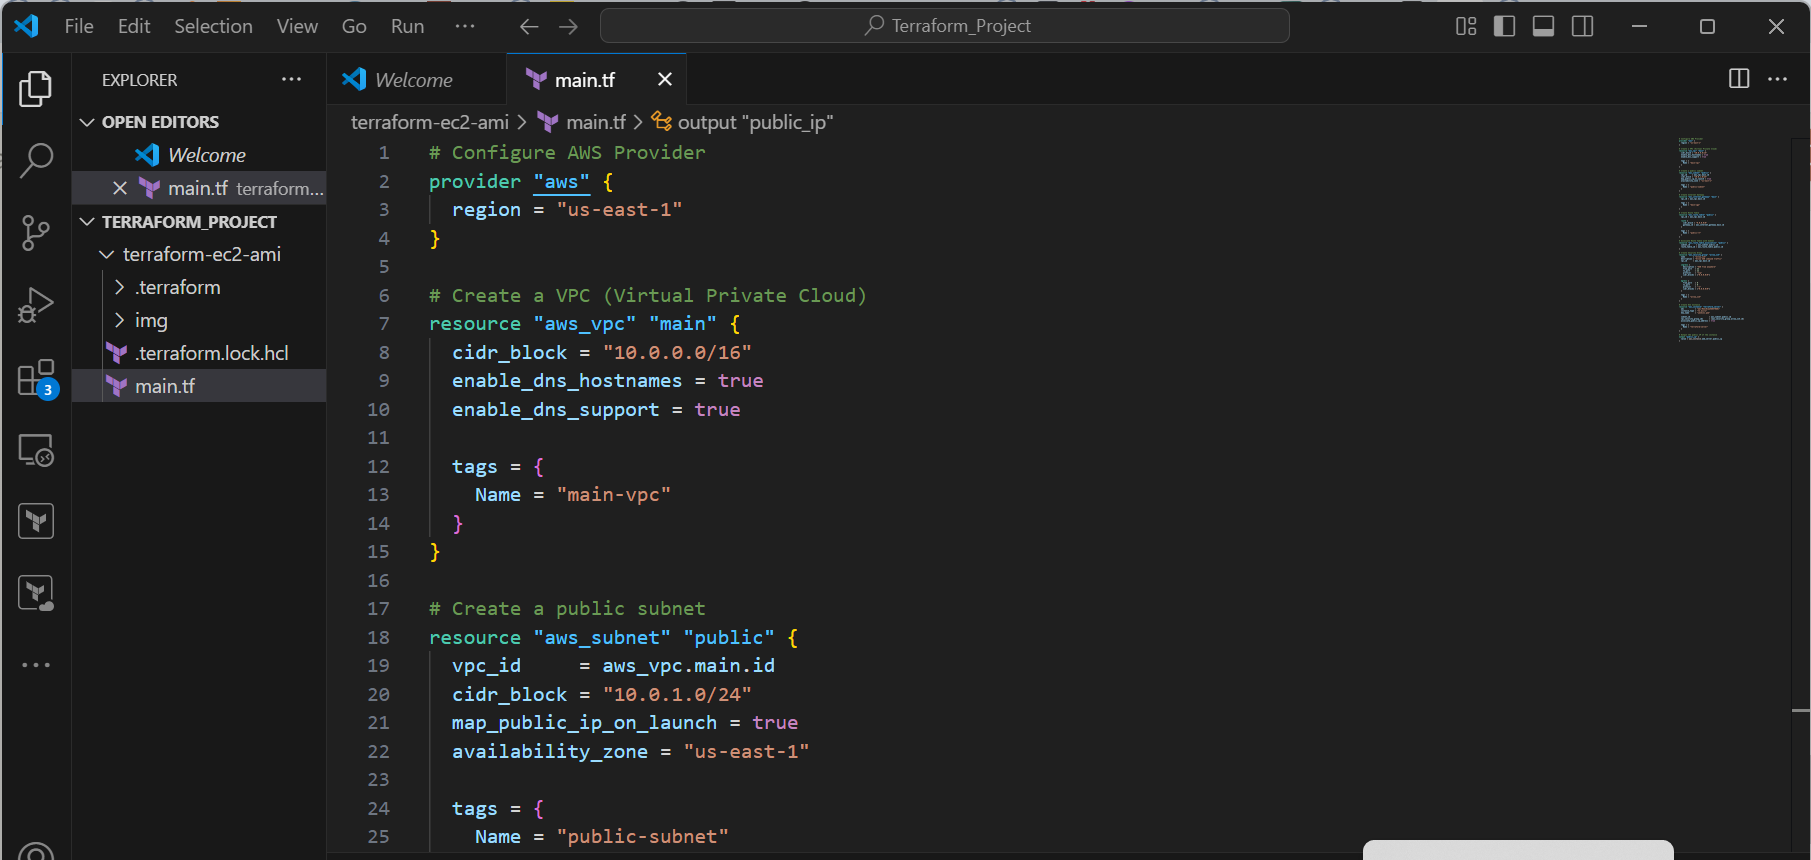 File Edit Selection View Go Run ··· Terraform_Project
EXPLORER ···
OPEN EDITORS
Welcome
main.tf terraform...
TERRAFORM_PROJECT
terraform-ec2-ami
.terraform
img
.terraform.lock.hcl
main.tf
3
Welcome
main.tf
terraform-ec2-ami > main.tf > output "public_ip"
1 # Configure AWS Provider
2 provider "aws" {
3 region = "us-east-1"
4 }
5
6 # Create a VPC (Virtual Private Cloud)
7 resource "aws_vpc" "main" {
8 cidr_block = "10.0.0.0/16"
9 enable_dns_hostnames = true
10 enable_dns_support = true
11
12 tags = {
13 Name = "main-vpc"
14 }
15 }
16
17 # Create a public subnet
18 resource "aws_subnet" "public" {
19 vpc_id     = aws_vpc.main.id
20 cidr_block = "10.0.1.0/24"
21 map_public_ip_on_launch = true
22 availability_zone = "us-east-1"
23
24 tags = {
25 Name = "public-subnet"